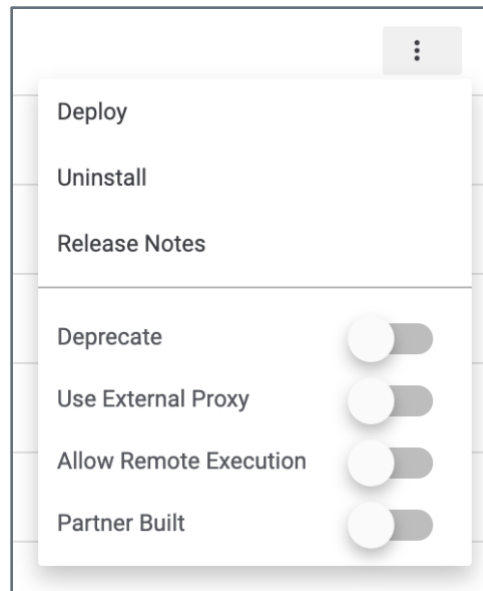 Deploy
Uninstall
Release Notes
Deprecate
Use External Proxy
Allow Remote Execution
Partner Built